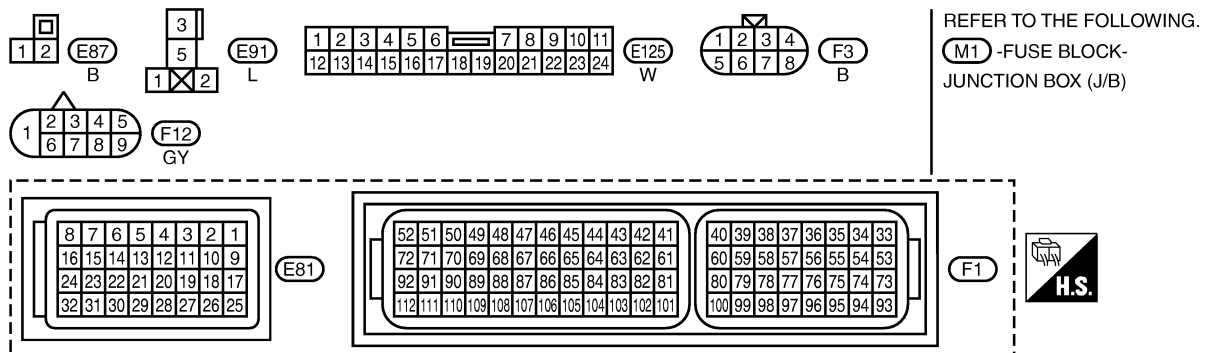 1 2
E87
B
3
5
1 2
E91
L
1 2 3 4 5 6 7 8 9 10 11
12 13 14 15 16 17 18 19 20 21 22 23 24
E125
W
1 2 3 4
5 6 7 8
F3
B
REFER TO THE FOLLOWING.
M1 -FUSE BLOCK-
JUNCTION BOX (J/B)
1
2 3 4 5
6 7 8 9
F12
GY
8 7 6 5 4 3 2 1
16 15 14 13 12 11 10 9
24 23 22 21 20 19 18 17
32 31 30 29 28 27 26 25
E81
52 51 50 49 48 47 46 45 44 43 42 41
72 71 70 69 68 67 66 65 64 63 62 61
92 91 90 89 88 87 86 85 84 83 82 81
112 111 110 109 108 107 106 105 104 103 102 101
40 39 38 37 36 35 34 33
60 59 58 57 56 55 54 53
80 79 78 77 76 75 74 73
100 99 98 97 96 95 94 93
F1
H.S.